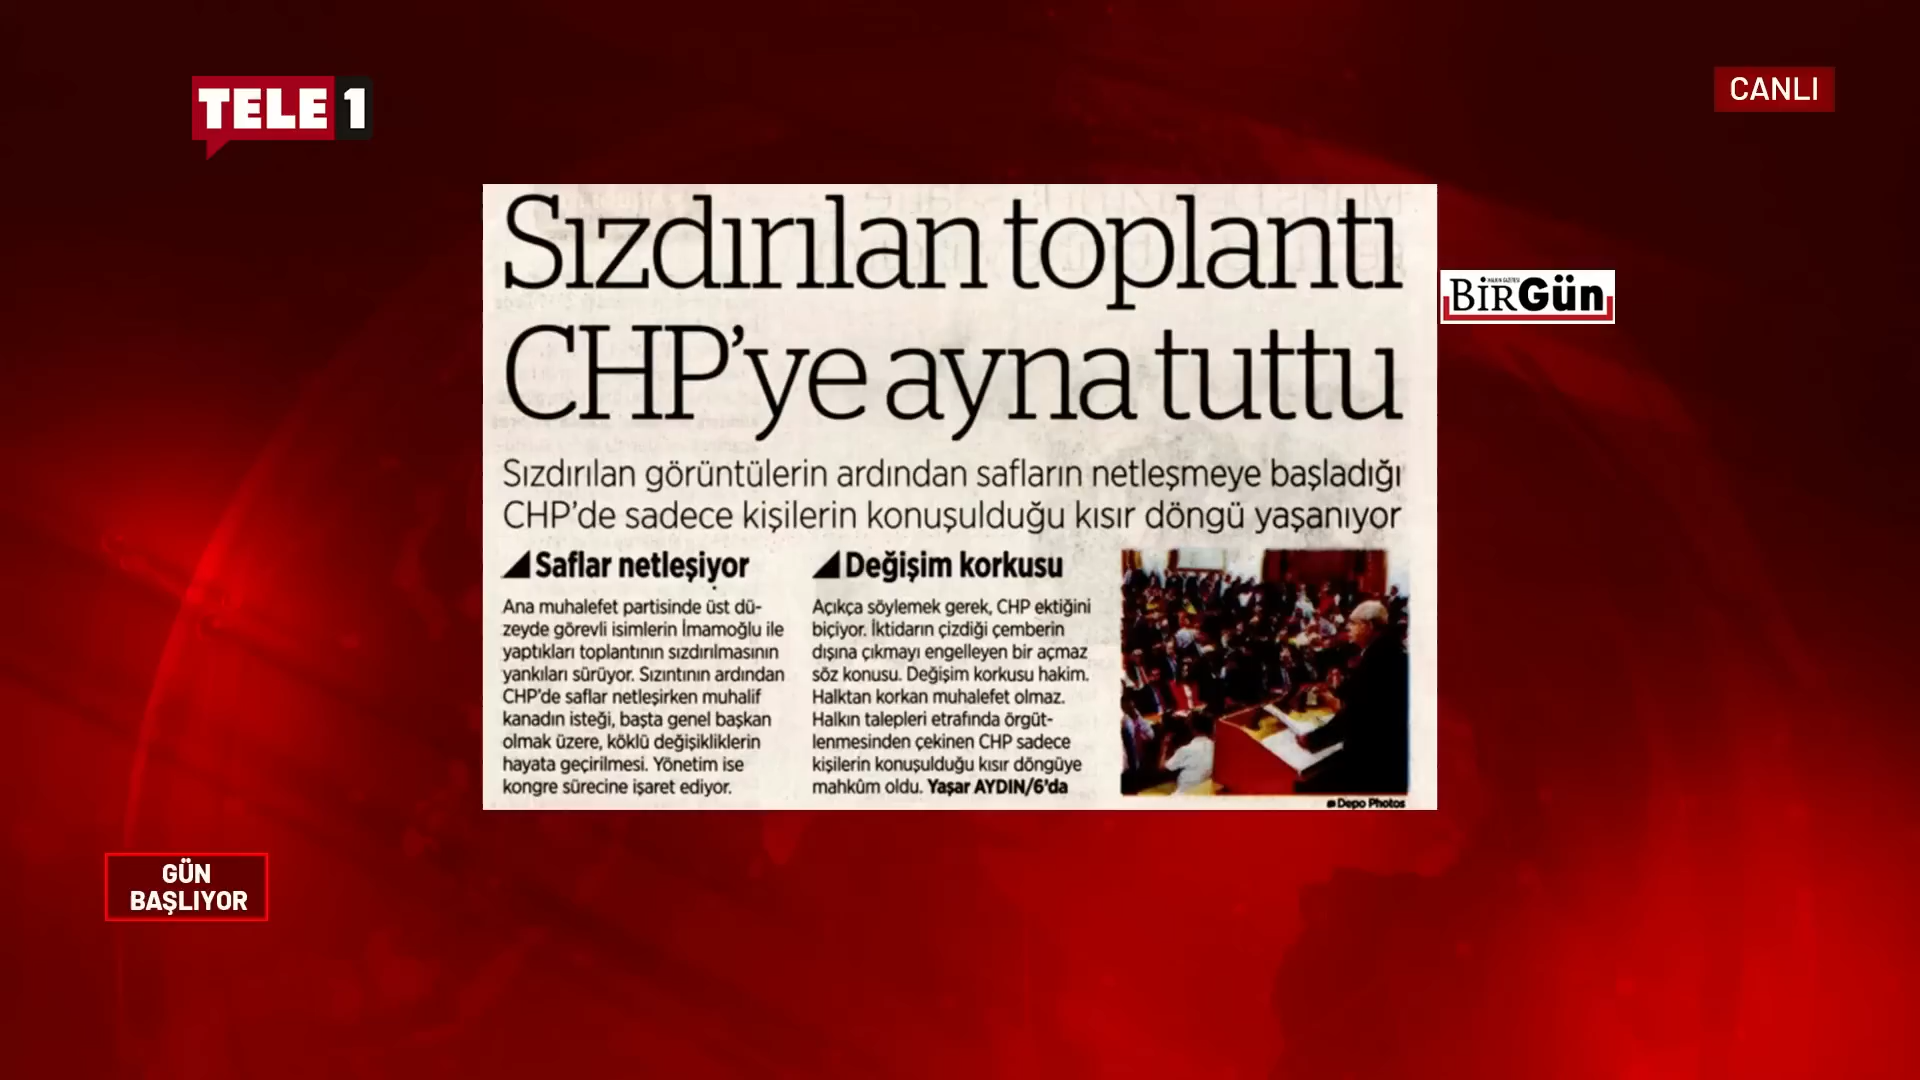 TELE 1
CANLI
Sızdırılan toplantı
CHP’ye ayna tuttu
BİRGün
Sızdırılan görüntülerin ardından safların netleşmeye başladığı
CHP’de sadece kişilerin konuşulduğu kısır döngü yaşanıyor
Saflar netleşiyor
Ana muhalefet partisinde üst dü-
zeyde görevli isimlerin İmamoğlu ile
yaptıkları toplantının sızdırılmasının
yankıları sürüyor. Sızıntının ardından
CHP’de saflar netleşirken muhalif
kanadın isteği, başta genel başkan
olmak üzere, köklü değişikliklerin
hayata geçirilmesi. Yönetim ise
kongre sürecine işaret ediyor.
Değişim korkusu
Açıkça söylemek gerek, CHP ektiğini
biçiyor. İktidarın çizdiği çemberin
dışına çıkmayı engelleyen bir açmaz
söz konusu. Değişim korkusu hakim.
Halktan korkan muhalefet olmaz.
Halkın talepleri etrafında örgüt-
lenmesinden çekinen CHP sadece
kişilerin konuşulduğu kısır döngüye
mahkûm oldu. Yaşar AYDIN/6’da
Depo Photos
GÜN
BAŞLIYOR